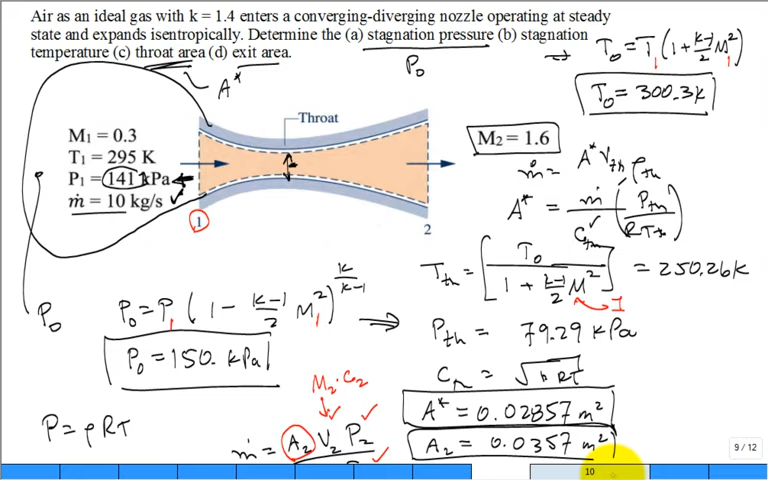 Air as an ideal gas with k = 1.4 enters a converging-diverging nozzle operating at steady
state and expands isentropically. Determine the (a) stagnation pressure (b) stagnation
temperature (c) throat area (d) exit area.
P₀
⇒ T₀ = T₁ (1 + k-1/2 M₁²)
T₀ = 300.3K
A*
Throat
M₁ = 0.3
T₁ = 295 K
P₁ = 141 kPa
ṁ = 10 kg/s
1
2
M₂ = 1.6
ṁ = A* Vth ρth
A* = ṁ / Cth (Pth / RTth)
Tth = [T₀ / 1 + k-1/2 M²] = 250.26K
1
P₀
P₀ = P₁ (1 - k-1/2 M₁²)^k/k-1 ⇒
P₀ = 150. kPa
Pth = 79.29 kPa
M₂·C₂
C = √kRT
A* = 0.02857 m²
P = ρRT
ṁ = A₂ V₂ P₂
A₂ = 0.0357 m²
9 / 12
10